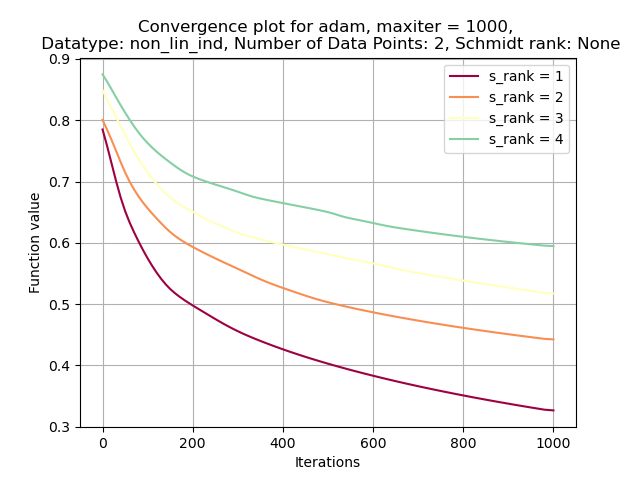 Convergence plot for adam, maxiter = 1000,
Datatype: non_lin_ind, Number of Data Points: 2, Schmidt rank: None
0.9
0.8
0.7
0.6
0.5
0.4
0.3
Function value
s_rank = 1
s_rank = 2
s_rank = 3
s_rank = 4
0 200 400 600 800 1000
Iterations